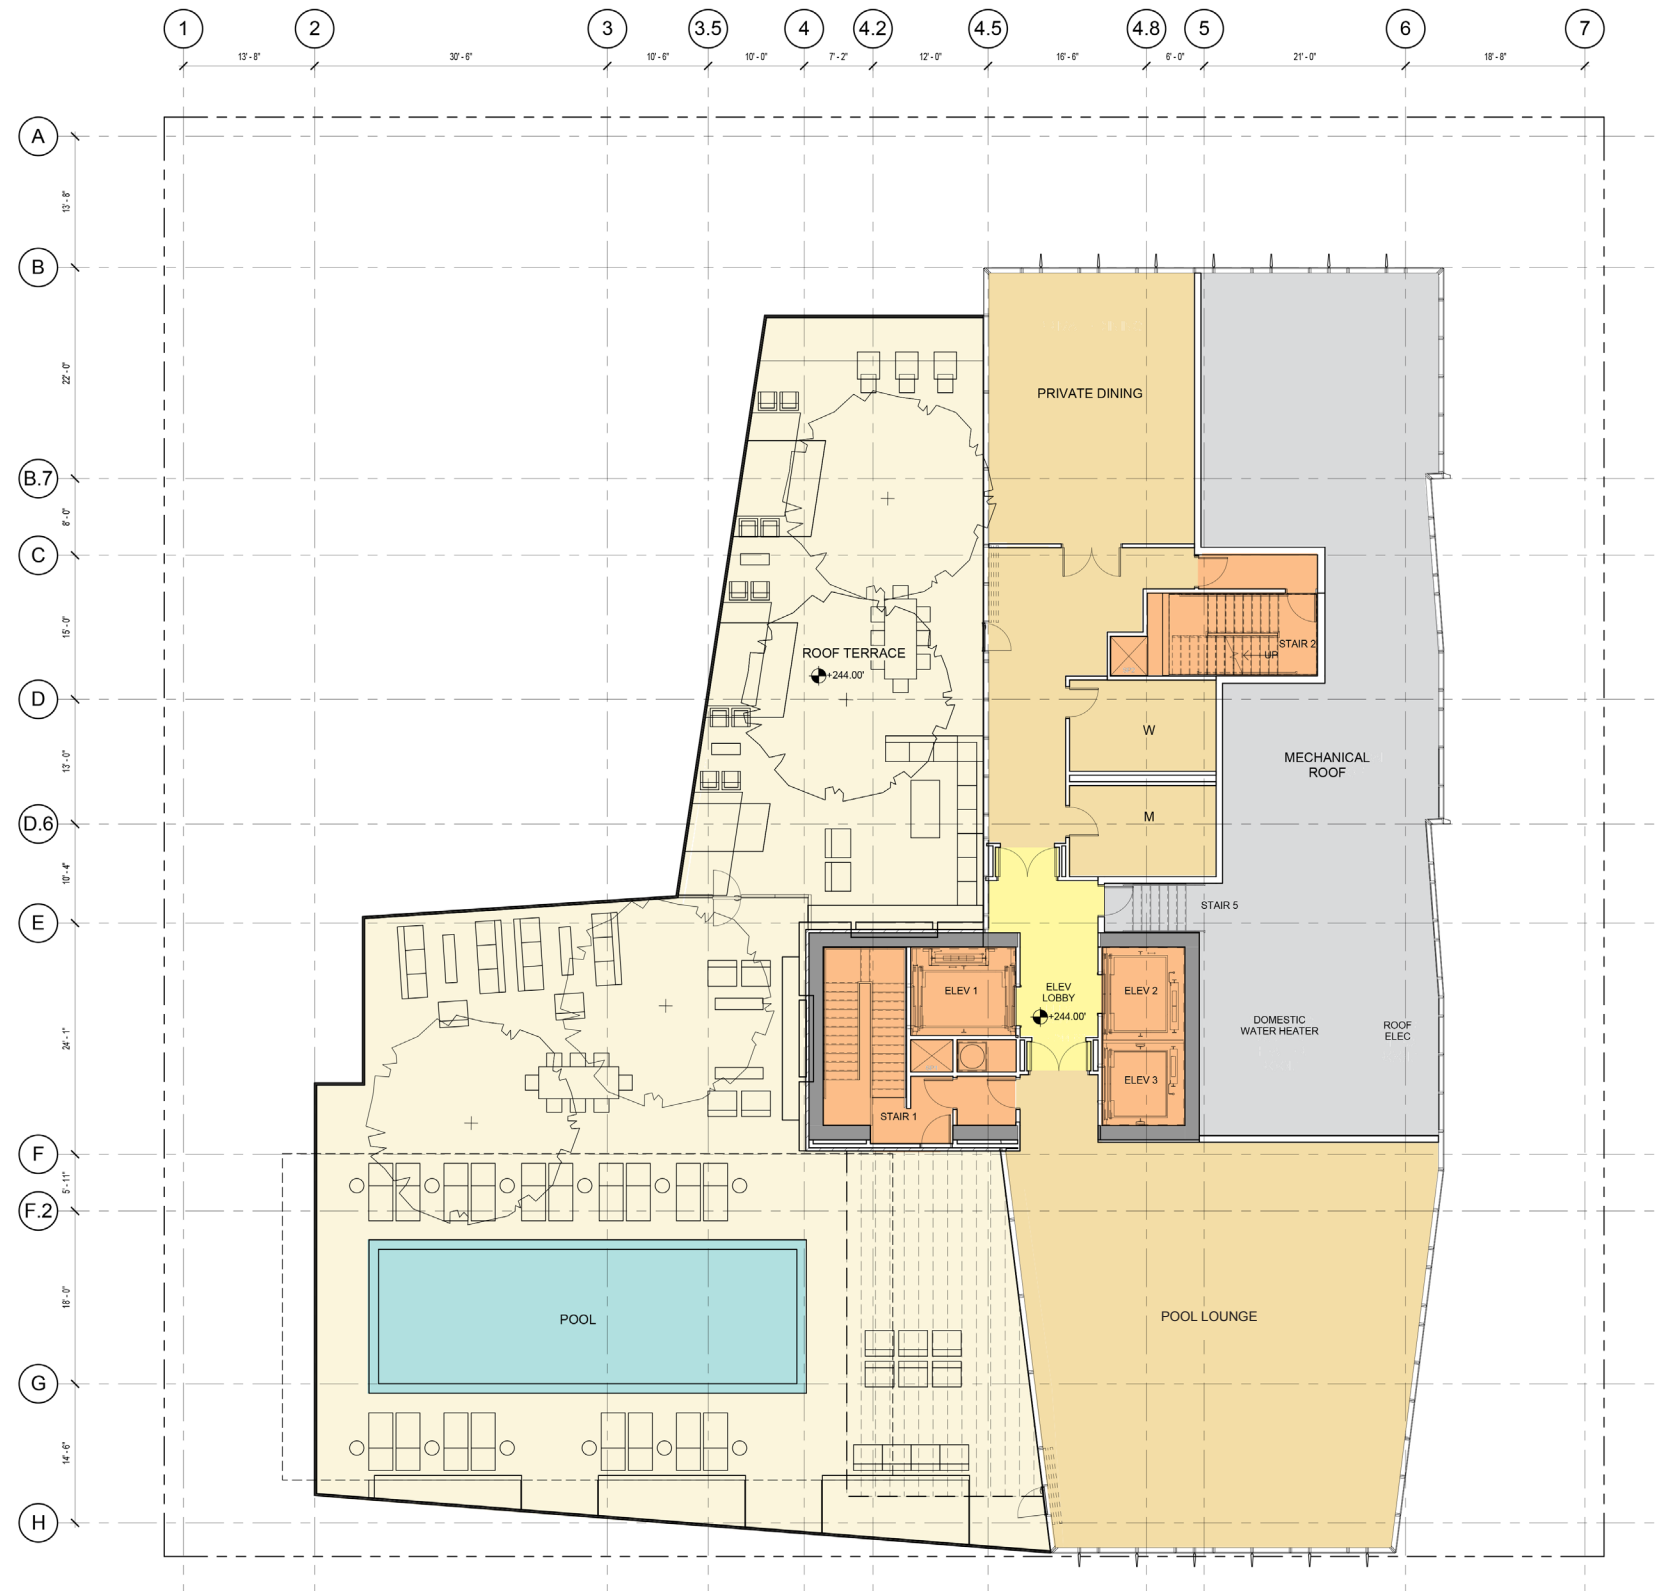 1 2 3 3.5 4 4.2 4.5 4.8 5 6 7
13' - 8" 30' - 6" 10' - 6" 10' - 0" 7' - 2" 12' - 0" 16' - 6" 6' - 0" 21' - 0" 18' - 8"
A
13' - 8"
B
22' - 0"
PRIVATE DINING
B.7
8' - 0"
C
15' - 0"
STAIR 2
UP
ROOF TERRACE
+244.00'
D
W
13' - 0"
MECHANICAL
ROOF
M
D.6
10' - 4"
STAIR 5
E
ELEV 1
ELEV
LOBBY
+244.00'
ELEV 2
DOMESTIC
WATER HEATER
ROOF
ELEC
24' - 1"
ELEV 3
STAIR 1
F
5' - 11"
F.2
18' - 0"
POOL
POOL LOUNGE
G
14' - 6"
H